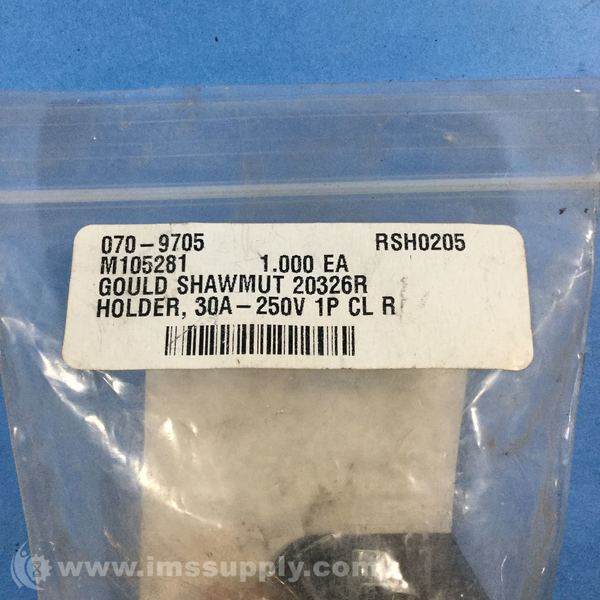 070-9705 RSH0205
M105281 1.000 EA
GOULD SHAWMUT 20326R
HOLDER, 30A-250V 1P CL R
www.imssupply.com